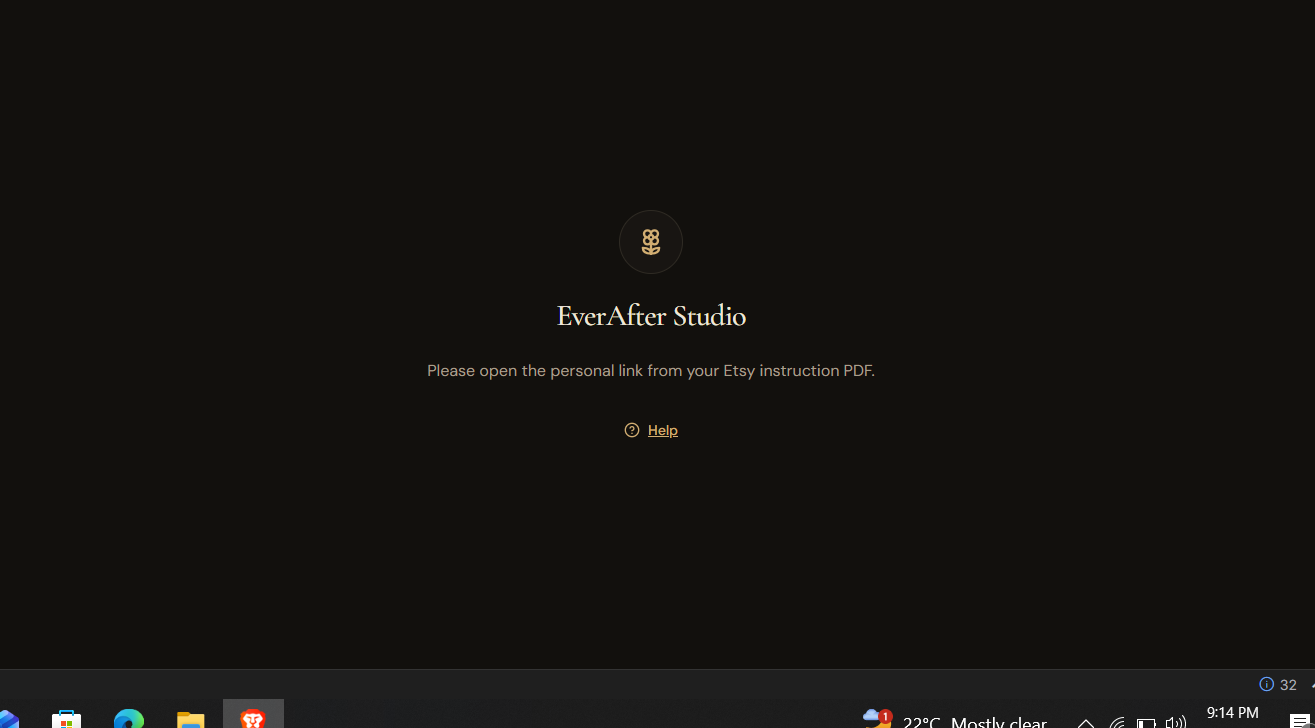 EverAfter Studio
Please open the personal link from your Etsy instruction PDF.
Help
32
1
22°C Mostly clear
9:14 PM